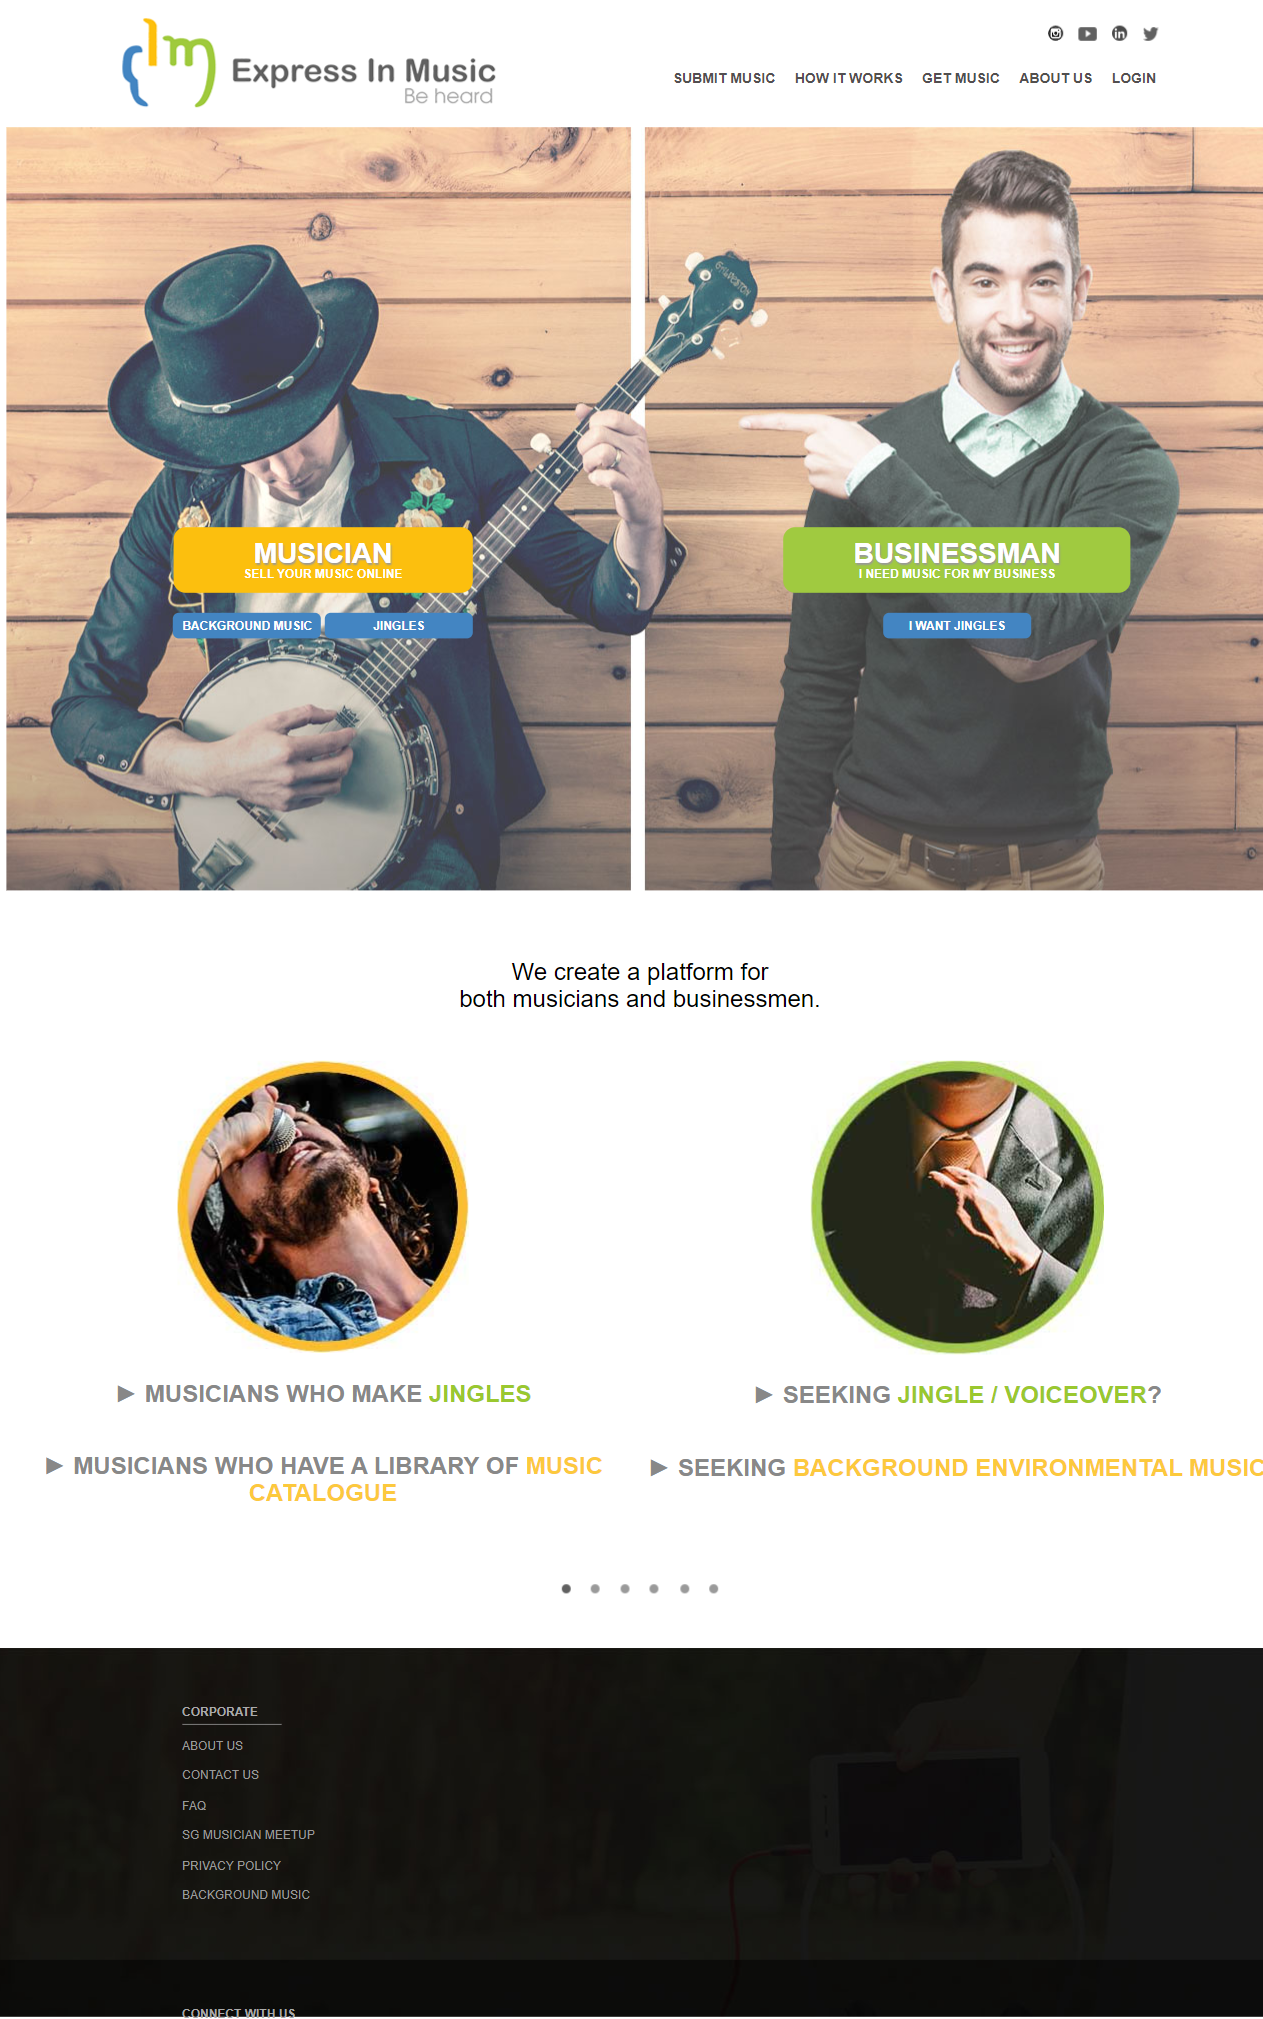 Express In Music
Be heard
SUBMIT MUSIC HOW IT WORKS GET MUSIC ABOUT US LOGIN
MUSICIAN
SELL YOUR MUSIC ONLINE
BACKGROUND MUSIC JINGLES
BUSINESSMAN
I NEED MUSIC FOR MY BUSINESS
I WANT JINGLES
We create a platform for
both musicians and businessmen.
► MUSICIANS WHO MAKE JINGLES
► MUSICIANS WHO HAVE A LIBRARY OF MUSIC
CATALOGUE
► SEEKING JINGLE / VOICEOVER?
► SEEKING BACKGROUND ENVIRONMENTAL MUSIC
CORPORATE
ABOUT US
CONTACT US
FAQ
SG MUSICIAN MEETUP
PRIVACY POLICY
BACKGROUND MUSIC
CONNECT WITH US